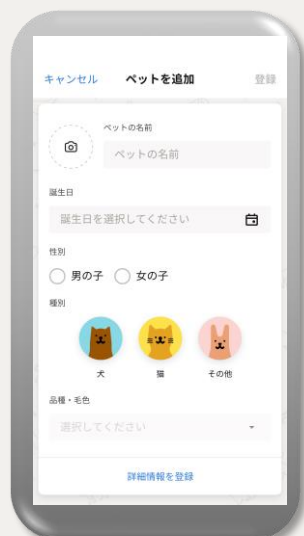 キャンセル ペットを追加 登録
ペットの名前
ペットの名前
誕生日
誕生日を選択してください
性別
男の子 女の子
種別
犬 猫 その他
品種・毛色
選択してください
詳細情報を登録